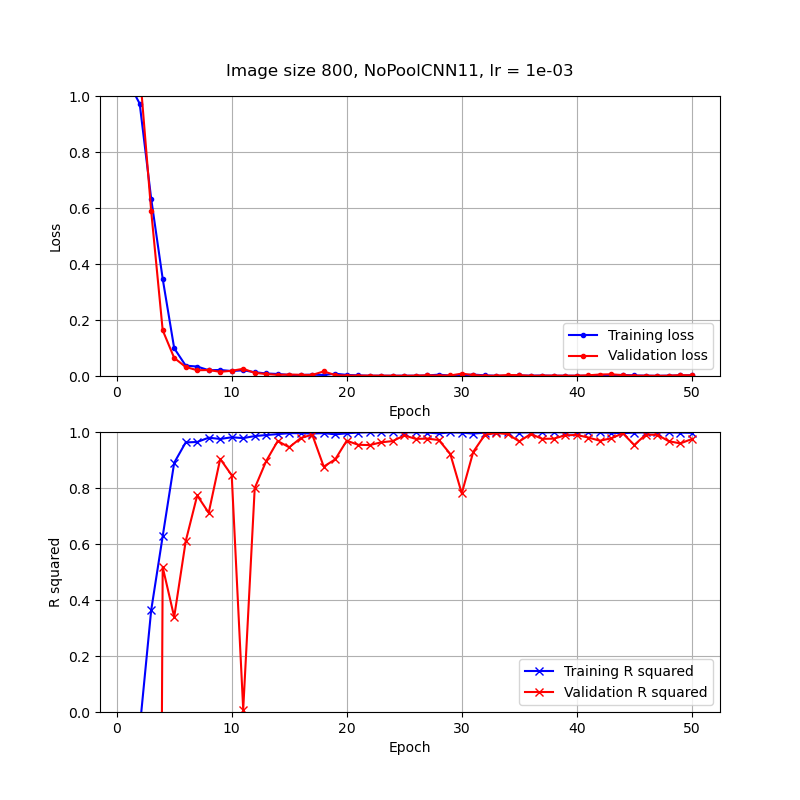 Image size 800, NoPoolCNN11, lr = 1e-03
1.0
0.8
0.6
0.4
0.2
0.0
Loss
Training loss
Validation loss
0 10 20 30 40 50
Epoch
1.0
0.8
0.6
0.4
0.2
0.0
R squared
Training R squared
Validation R squared
0 10 20 30 40 50
Epoch